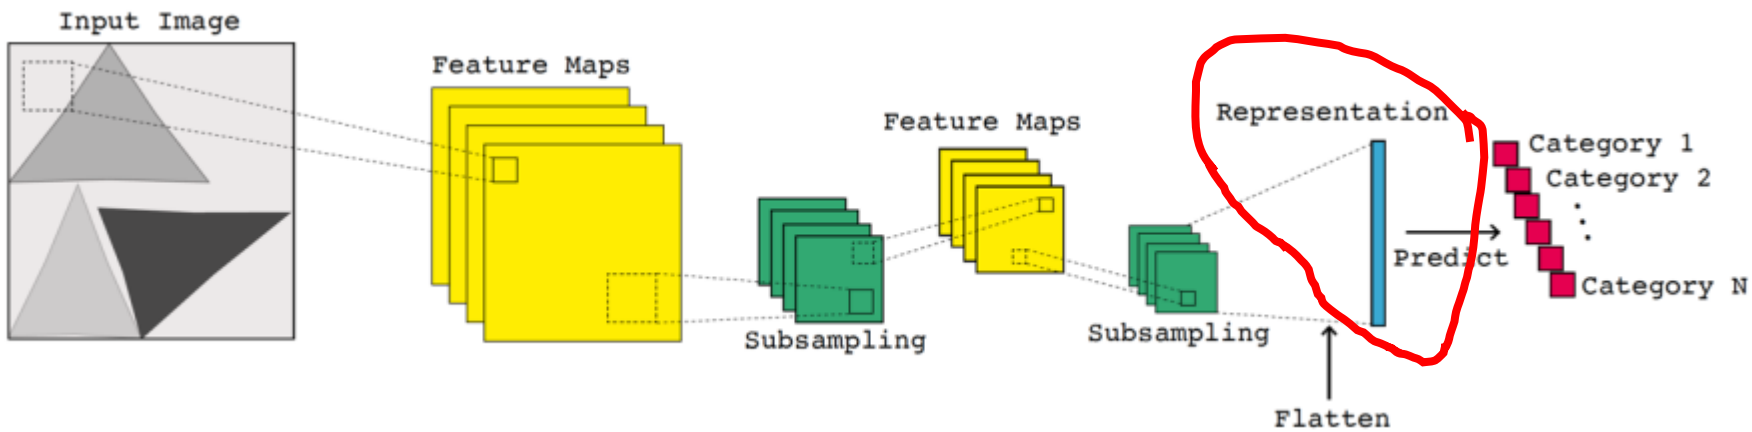 Input Image
Feature Maps
Subsampling
Feature Maps
Subsampling
Representation
Flatten
Predict
Category 1
Category 2
Category N